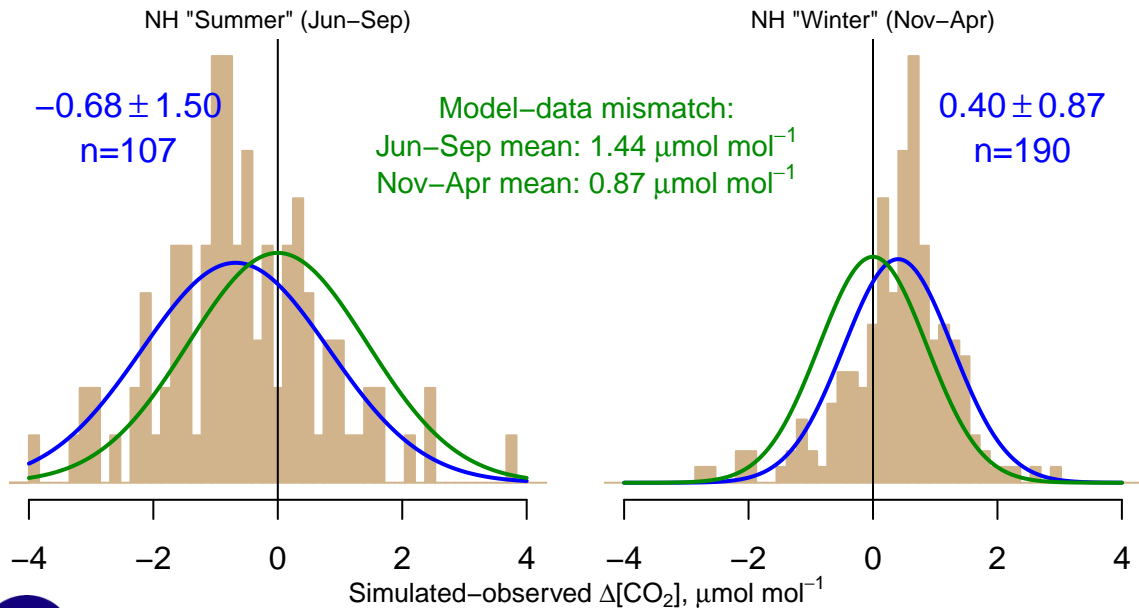 NH "Summer" (Jun−Sep)
−0.68 ± 1.50
n=107
Model−data mismatch:
Jun−Sep mean: 1.44 μmol mol⁻¹
Nov−Apr mean: 0.87 μmol mol⁻¹
NH "Winter" (Nov−Apr)
0.40 ± 0.87
n=190
−4 −2 0 2 4
−4 −2 0 2 4
Simulated−observed Δ[CO₂], μmol mol⁻¹